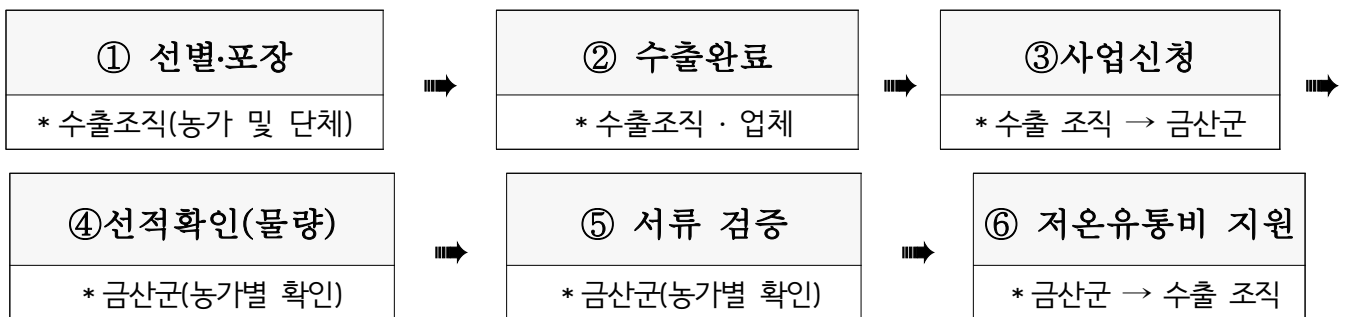 ① 선별·포장
* 수출조직(농가 및 단체)
② 수출완료
* 수출조직 · 업체
③사업신청
* 수출 조직 → 금산군
④선적확인(물량)
* 금산군(농가별 확인)
⑤ 서류 검증
* 금산군(농가별 확인)
⑥ 저온유통비 지원
* 금산군 → 수출 조직